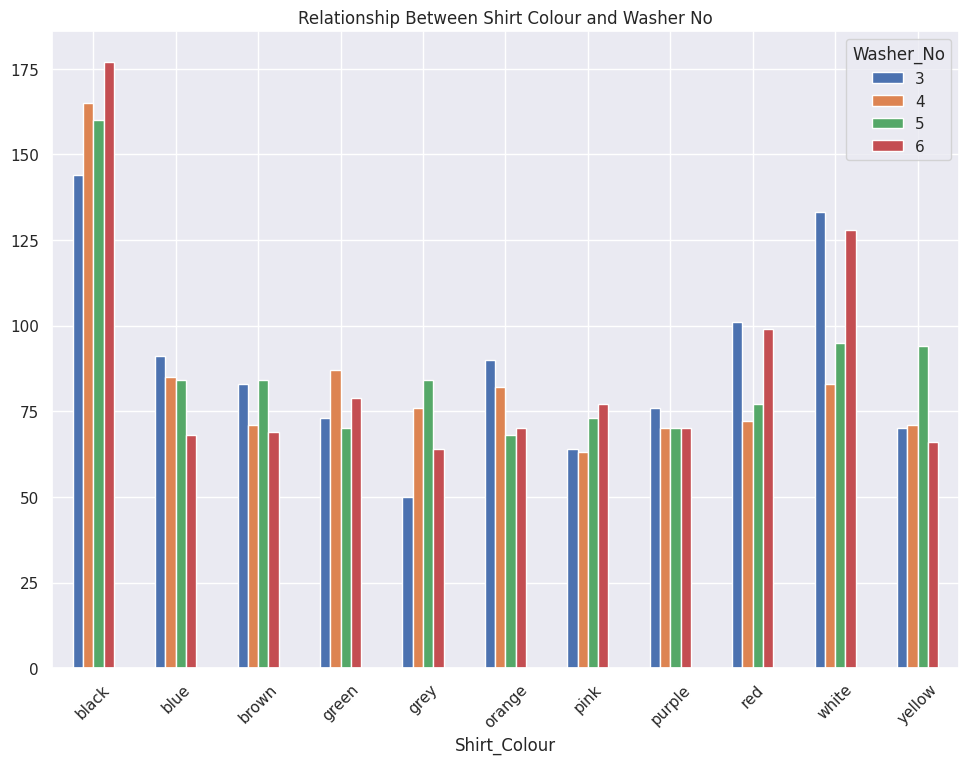 Relationship Between Shirt Colour and Washer No
Washer_No
3
4
5
6
175
150
125
100
75
50
25
0
black
blue
brown
green
grey
orange
pink
purple
red
white
yellow
Shirt_Colour